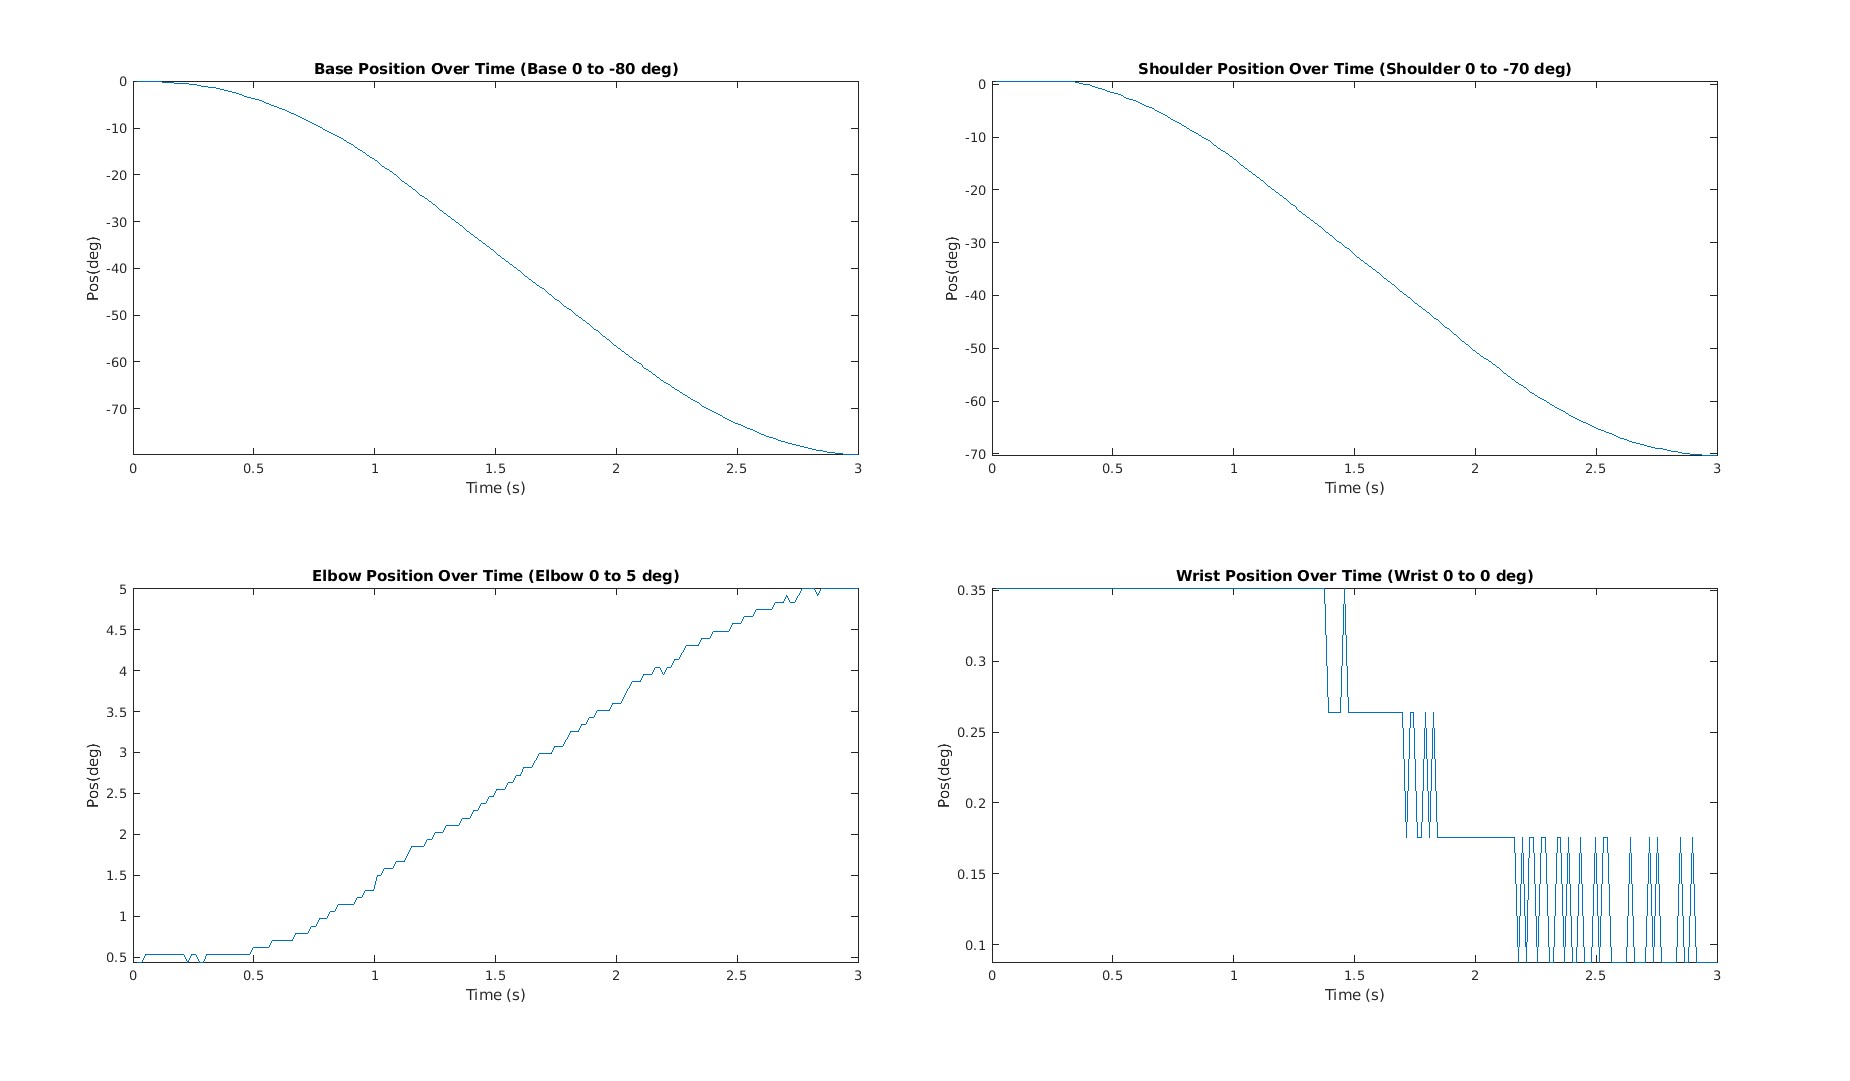 Base Position Over Time (Base 0 to -80 deg)
0
-10
-20
-30
-40
-50
-60
-70
Pos(deg)
0 0.5 1 1.5 2 2.5 3
Time (s)
Shoulder Position Over Time (Shoulder 0 to -70 deg)
0
-10
-20
-30
-40
-50
-60
-70
Pos(deg)
0 0.5 1 1.5 2 2.5 3
Time (s)
Elbow Position Over Time (Elbow 0 to 5 deg)
5
4.5
4
3.5
3
2.5
2
1.5
1
0.5
Pos(deg)
0 0.5 1 1.5 2 2.5 3
Time (s)
Wrist Position Over Time (Wrist 0 to 0 deg)
0.35
0.3
0.25
0.2
0.15
0.1
Pos(deg)
0 0.5 1 1.5 2 2.5 3
Time (s)